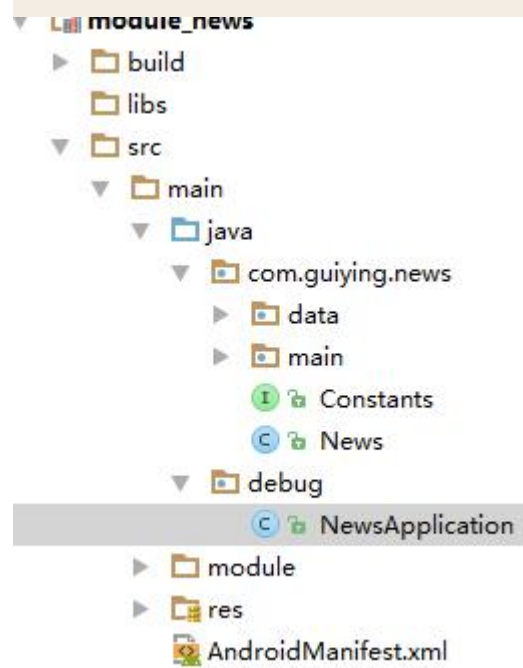 module_news
build
libs
src
main
java
com.guiying.news
data
main
I Constants
C News
debug
C NewsApplication
module
res
AndroidManifest.xml